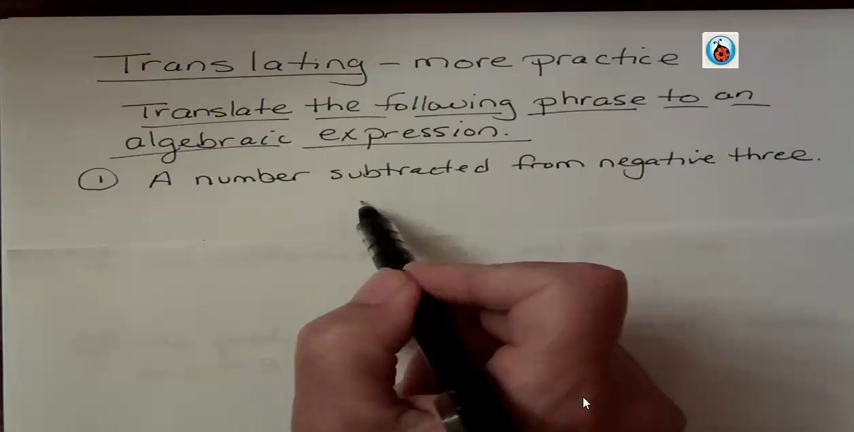 Translating - more practice
Translate the following phrase to an
algebraic expression.
① A number subtracted from negative three.